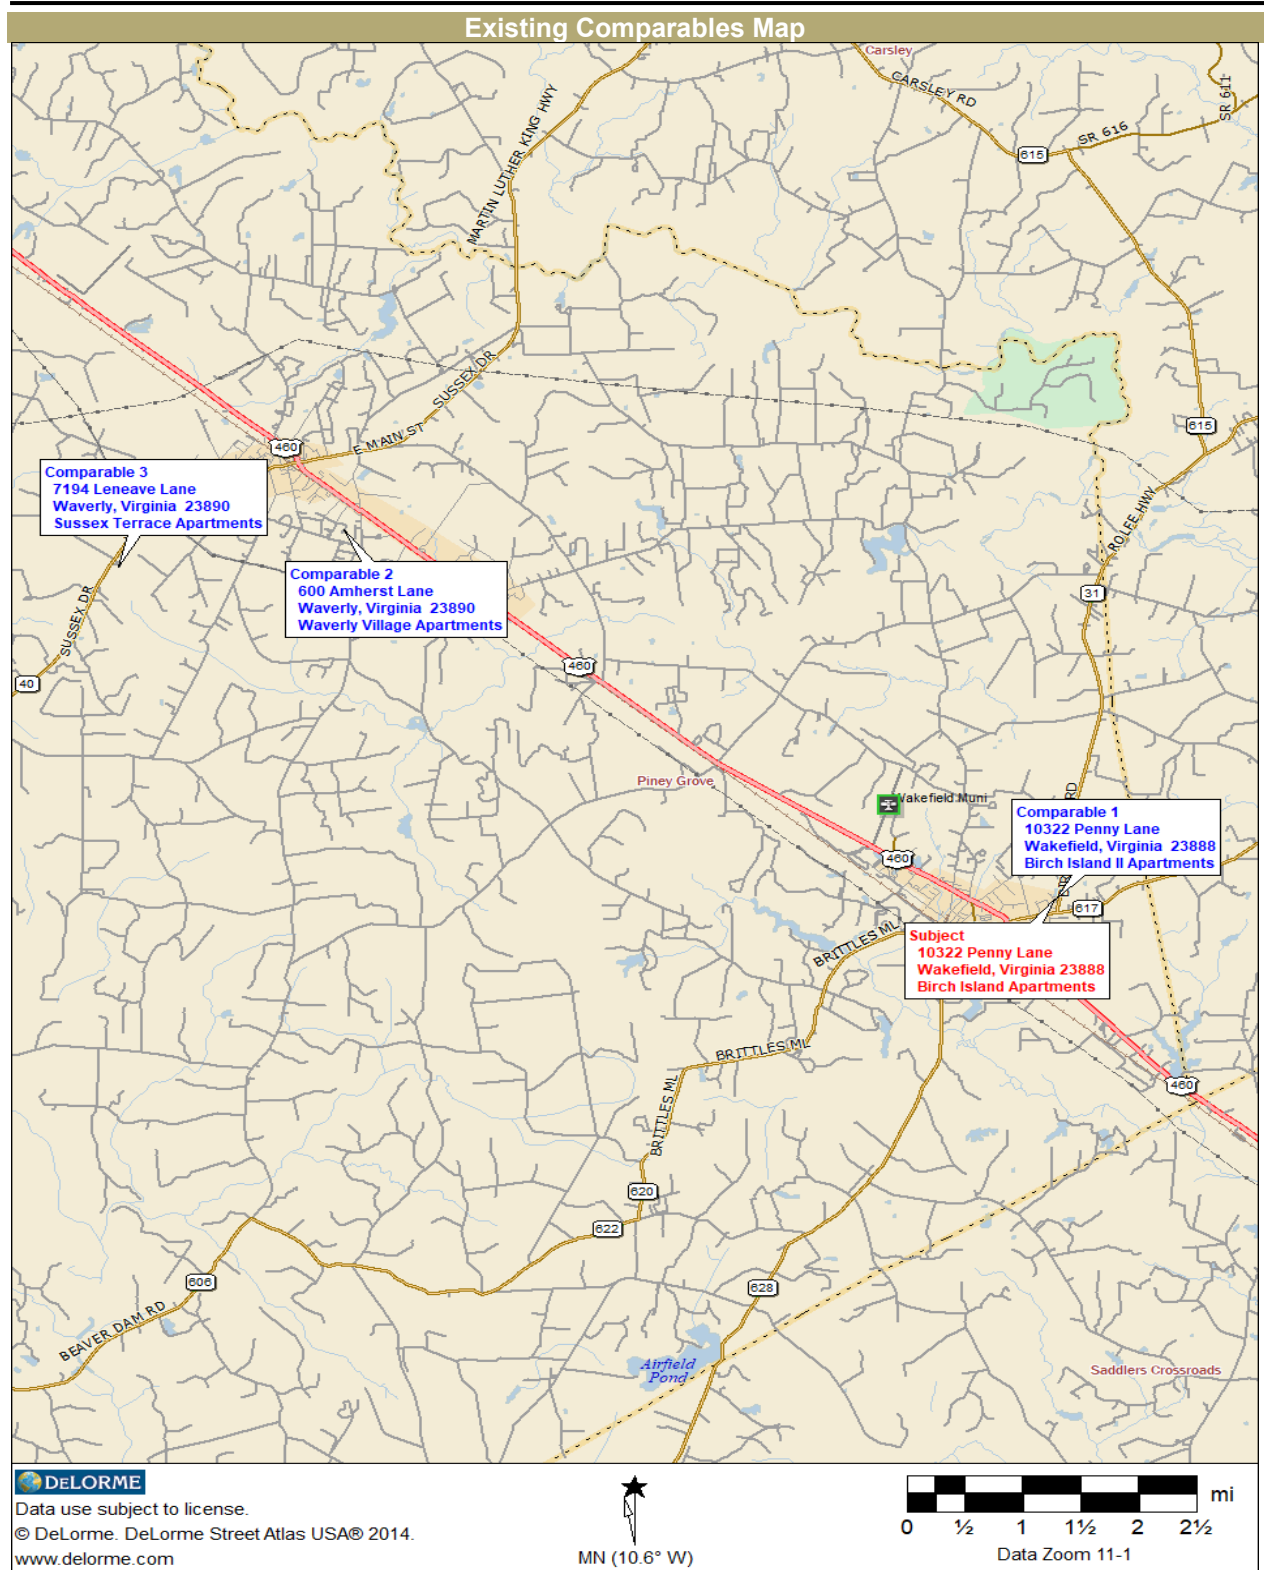 Existing Comparables Map
Carsley
CARSLEY RD
SR 611
SR 616
615
MARTIN LUTHER KING HWY
SUSSEX DR
E MAIN ST
460
615
Comparable 3
7194 Leneave Lane
Waverly, Virginia 23890
Sussex Terrace Apartments
ROLEE HWY
Comparable 2
600 Amherst Lane
Waverly, Virginia 23890
Waverly Village Apartments
31
SUSSEX DR
40
460
Piney Grove
Wakefield Muni
RD
Comparable 1
10322 Penny Lane
Wakefield, Virginia 23888
Birch Island II Apartments
460
617
BRITTLES ML
Subject
10322 Penny Lane
Wakefield, Virginia 23888
Birch Island Apartments
BRITTLES ML
BRITTLES ML
460
620
622
606
628
BEAVER DAM RD
Airfield
Pond
Saddlers Crossroads
DELORME
Data use subject to license.
© DeLorme. DeLorme Street Atlas USA® 2014.
www.delorme.com
MN (10.6° W)
mi
0 ½ 1 1½ 2 2½
Data Zoom 11-1